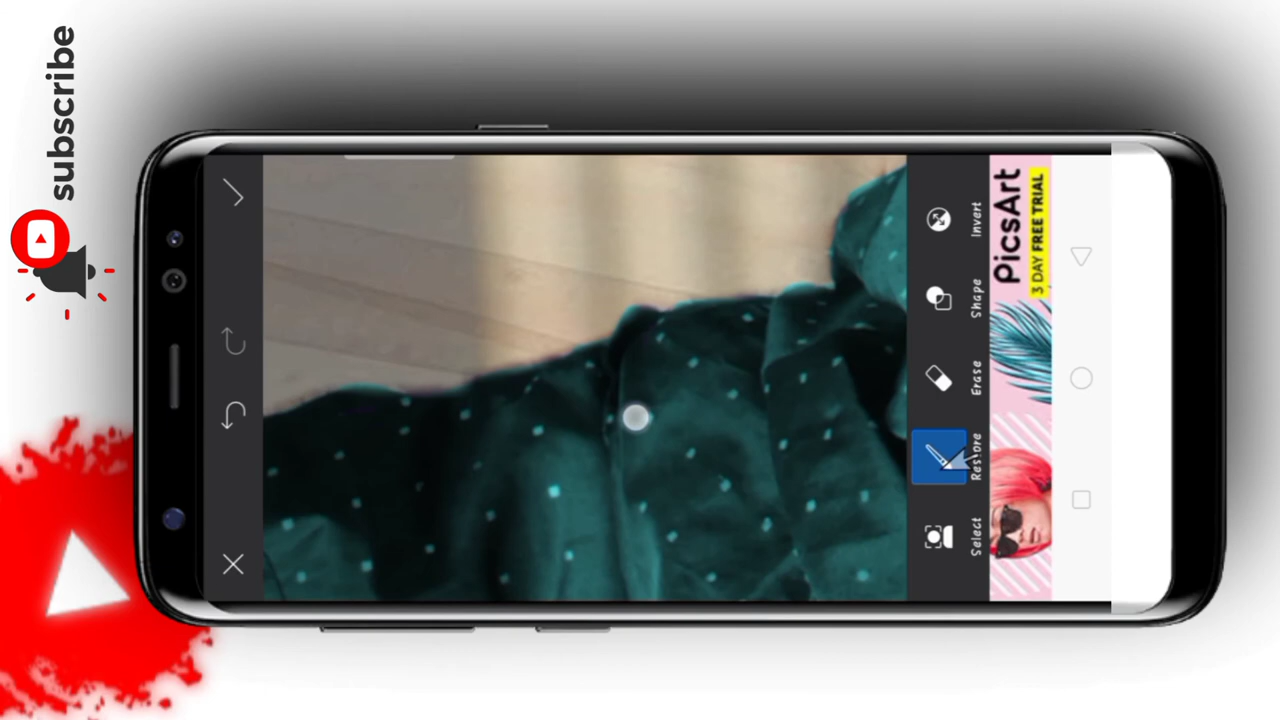 subscribe
Invert
Shape
Erase
Restore
Select
PicsArt
3 DAY FREE TRIAL